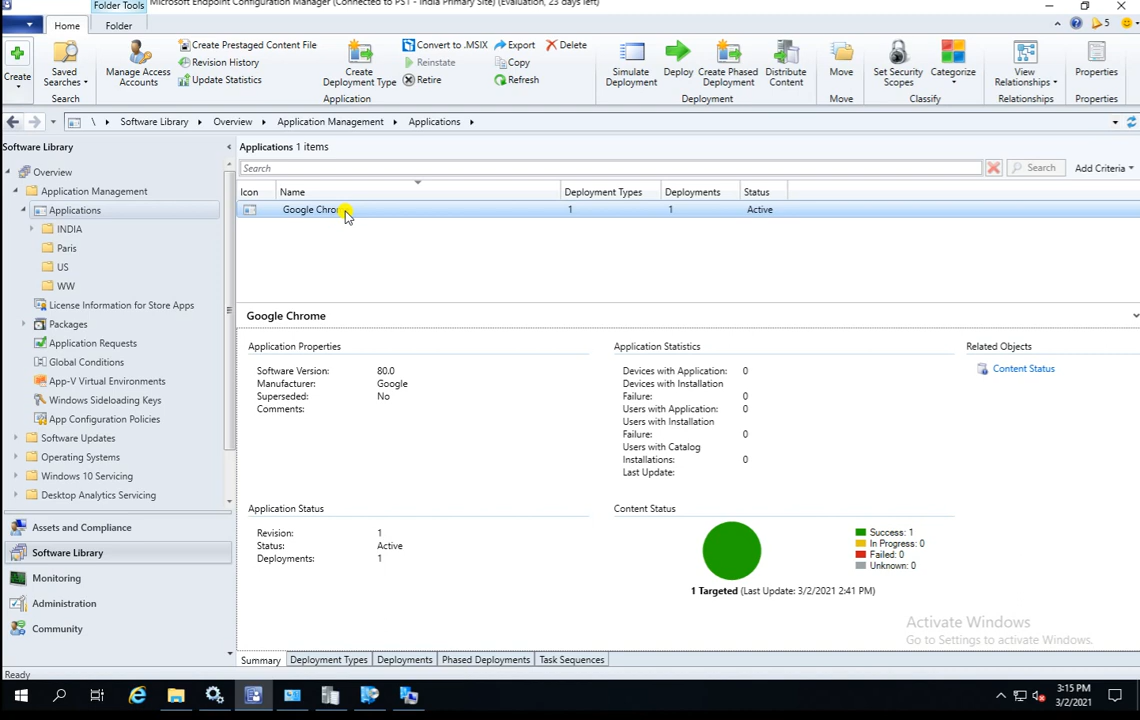 Folder Tools Microsoft Endpoint Configuration Manager (Connected to PS1 - India Primary Site) (Evaluation, 23 days left)
Home Folder
5
Create
Saved Searches
Search
Manage Access Accounts
Create Prestaged Content File
Revision History
Update Statistics
Create Deployment Type
Convert to .MSIX
Reinstate
Retire
Export
Copy
Refresh
Delete
Application
Simulate Deployment
Deploy
Create Phased Deployment
Distribute Content
Deployment
Move
Move
Set Security Scopes
Categorize
Classify
View Relationships
Relationships
Properties
Properties
\ Software Library Overview Application Management Applications
Software Library
Overview
Application Management
Applications
INDIA
Paris
US
WW
License Information for Store Apps
Packages
Application Requests
Global Conditions
App-V Virtual Environments
Windows Sideloading Keys
App Configuration Policies
Software Updates
Operating Systems
Windows 10 Servicing
Desktop Analytics Servicing
Assets and Compliance
Software Library
Monitoring
Administration
Community
Applications 1 items
Search Search Add Criteria
Icon Name Deployment Types Deployments Status
Google Chro 1 1 Active
Google Chrome
Application Properties
Software Version: 80.0
Manufacturer: Google
Superseded: No
Comments:
Application Statistics
Devices with Application: 0
Devices with Installation
Failure: 0
Users with Application: 0
Users with Installation
Failure: 0
Users with Catalog
Installations: 0
Last Update:
Related Objects
Content Status
Application Status
Revision: 1
Status: Active
Deployments: 1
Content Status
Success: 1
In Progress: 0
Failed: 0
Unknown: 0
1 Targeted (Last Update: 3/2/2021 2:41 PM)
Activate Windows
Go to Settings to activate Windows.
Summary Deployment Types Deployments Phased Deployments Task Sequences
Ready
3:15 PM
3/2/2021